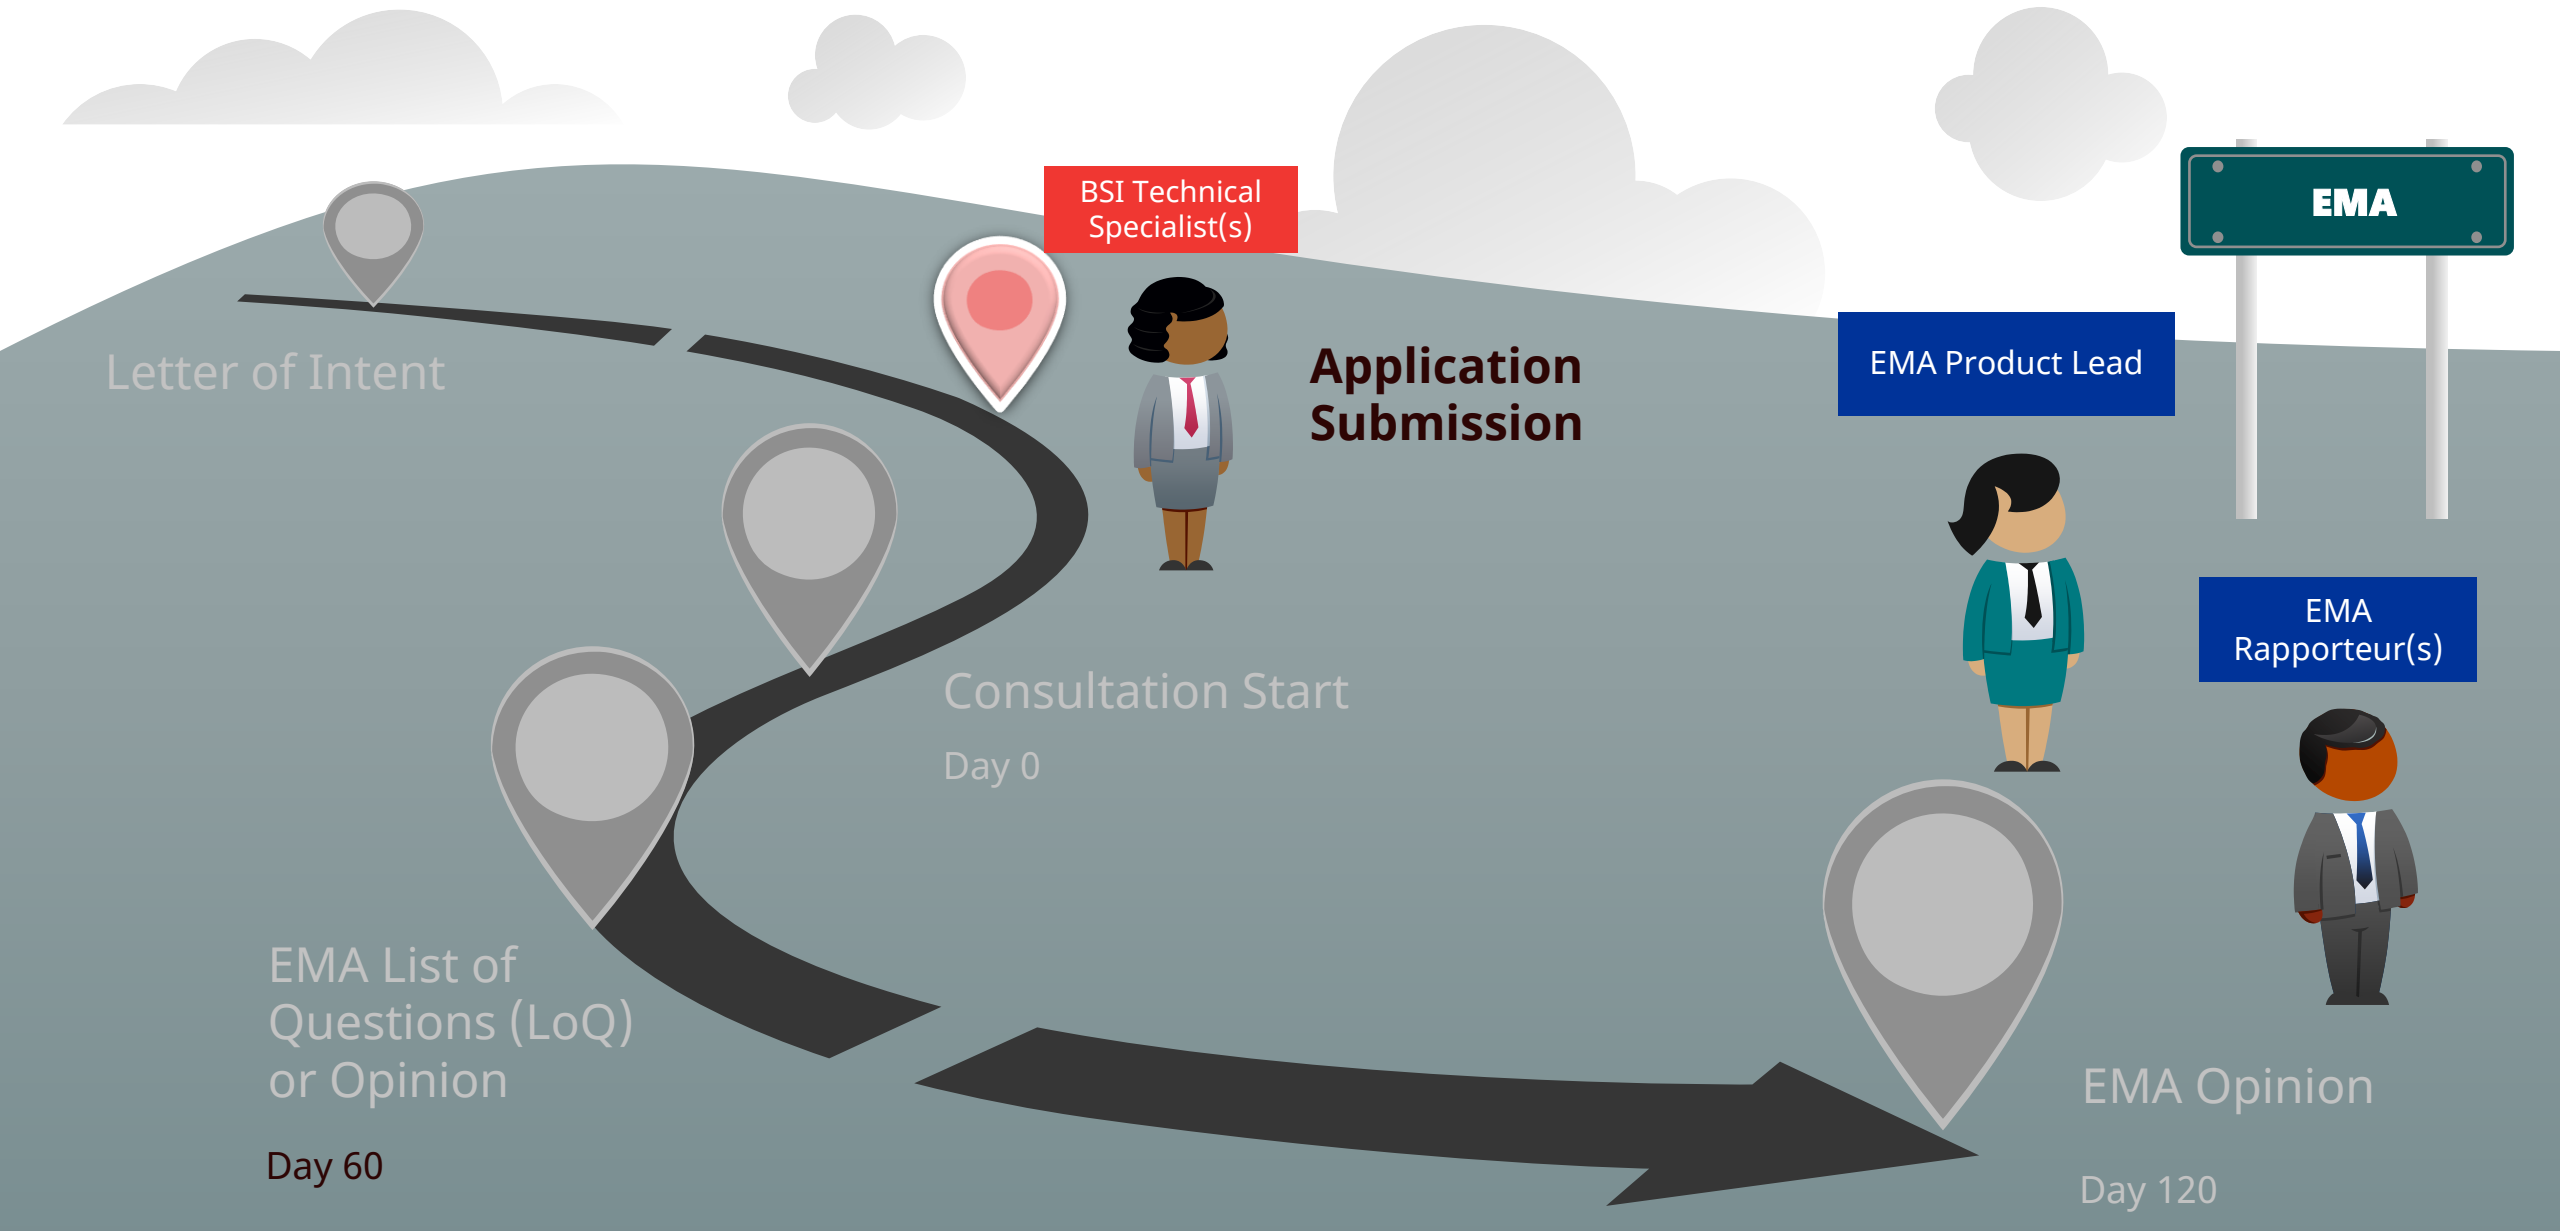 BSI Technical
Specialist(s)
EMA
EMA Product Lead
Letter of Intent
Application
Submission
EMA
Rapporteur(s)
Consultation Start
Day 0
EMA List of
Questions (LoQ)
or Opinion
Day 60
EMA Opinion
Day 120